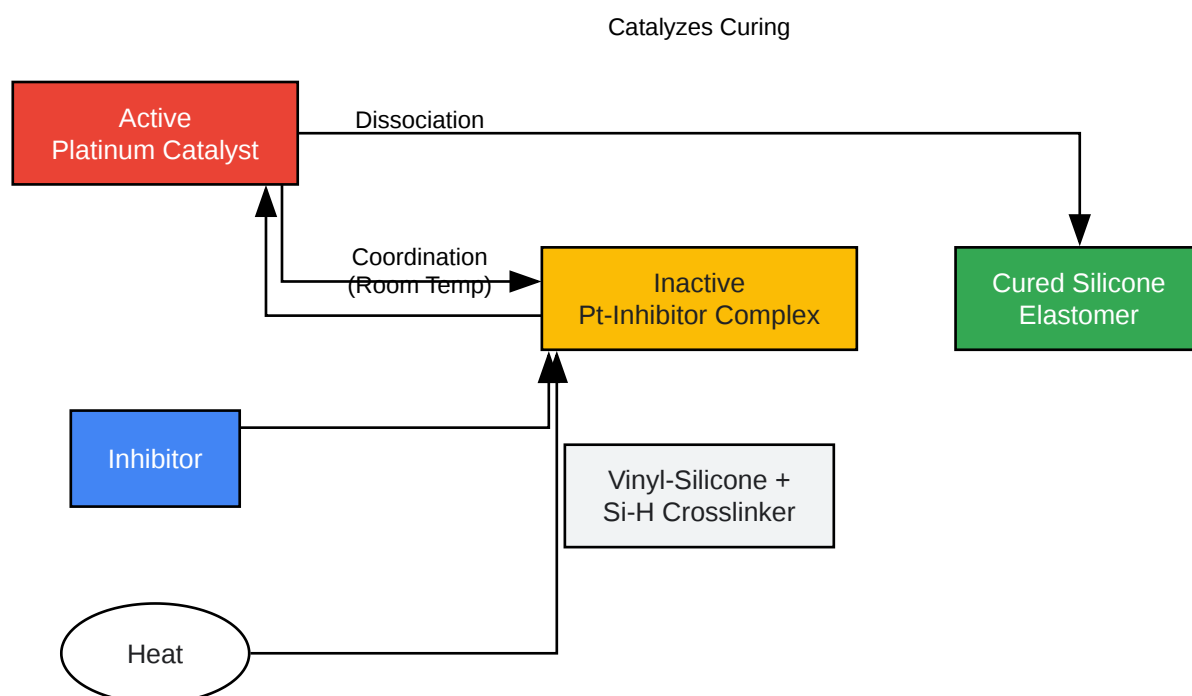 Catalyzes Curing
Active
Platinum Catalyst
Dissociation
Coordination
(Room Temp)
Inactive
Pt-Inhibitor Complex
Cured Silicone
Elastomer
Inhibitor
Vinyl-Silicone +
Si-H Crosslinker
Heat